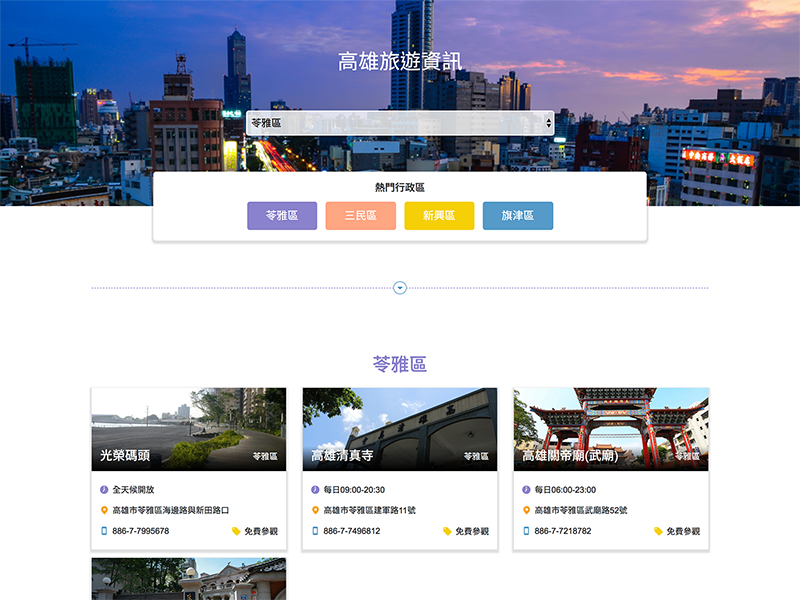 高雄旅遊資訊
苓雅區
熱門行政區
苓雅區
三民區
新興區
旗津區
苓雅區
光榮碼頭
苓雅區
全天候開放
高雄市苓雅區海邊路與新田路口
886-7-7995678
免費參觀
高雄清真寺
苓雅區
每日09:00-20:30
高雄市苓雅區建軍路11號
886-7-7496812
免費參觀
高雄關帝廟(武廟)
苓雅區
每日06:00-23:00
高雄市苓雅區武廟路52號
886-7-7218782
免費參觀